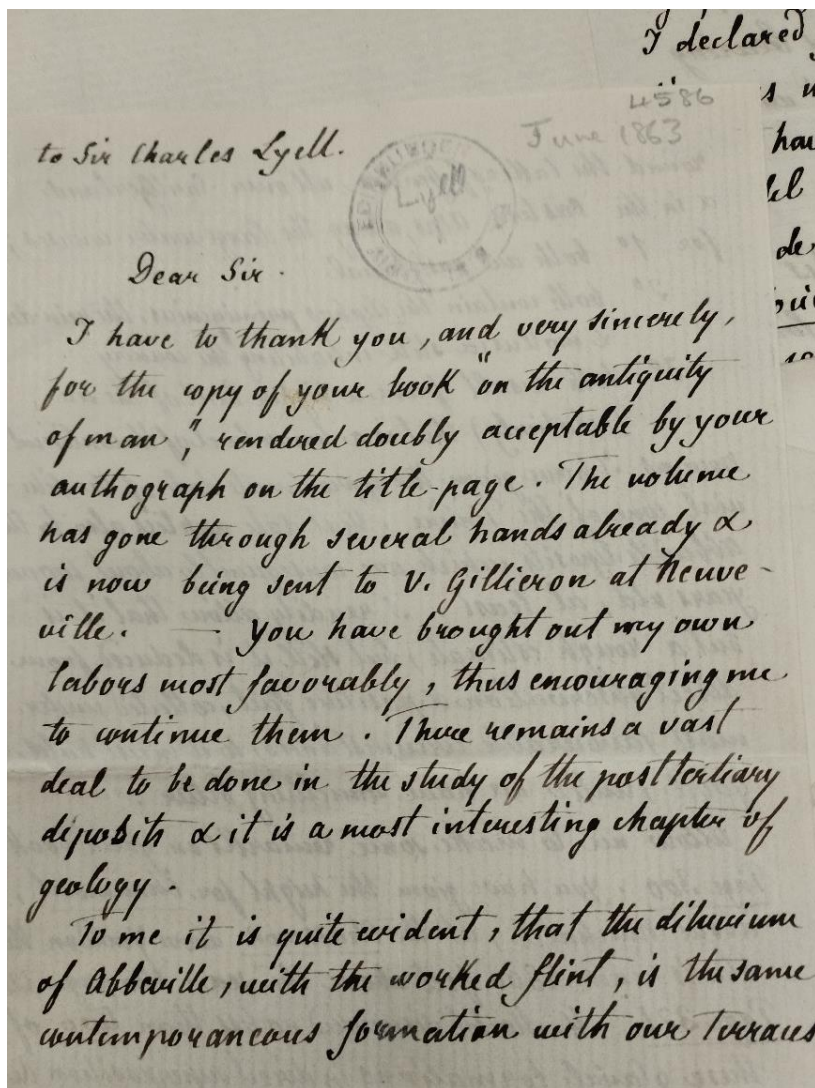 I declared
4586
June 1863
to Sir Charles Lyell.
Lyell
Dear Sir.
I have to thank you, and very sincerely,
for the copy of your book "on the antiquity
of man", rendered doubly acceptable by your
authograph on the title-page. The volume
has gone through several hands already &
is now being sent to V. Gillieron at Neuve-
ville. — You have brought out my own
labors most favorably, thus encouraging me
to continue them. There remains a vast
deal to be done in the study of the posttertiary
deposits & it is a most interesting chapter of
geology.
To me it is quite evident, that the diluvium
of Abbeville, with the worked flint, is the same
contemporaneous formation with our Terraces